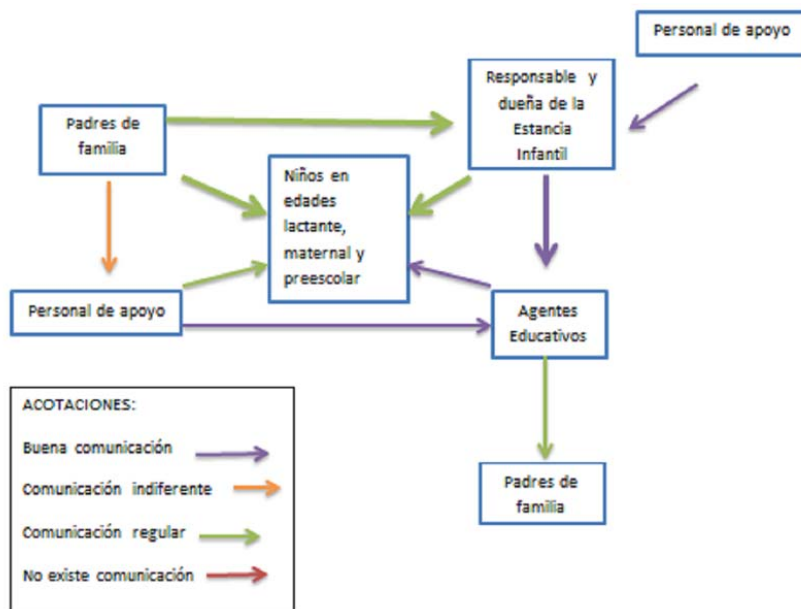 Personal de apoyo
Responsable y
dueña de la
Estancia
Infantil
Padres de
familia
Niños en
edades
lactante,
maternal y
preescolar
Personal de apoyo
Agentes
Educativos
Padres de
familia
ACOTACIONES:
Buena comunicación
Comunicación indiferente
Comunicación regular
No existe comunicación